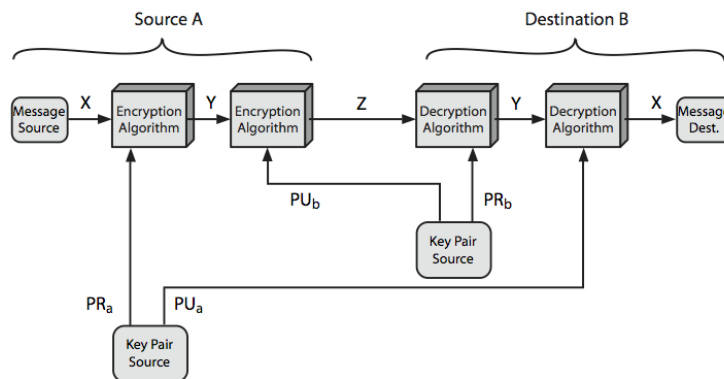 Source A
Destination B
Message
Source
X
Encryption
Algorithm
Y
Encryption
Algorithm
Z
Decryption
Algorithm
Y
Decryption
Algorithm
X
Message
Dest.
PUb
PRb
Key Pair
Source
PRa
PUa
Key Pair
Source